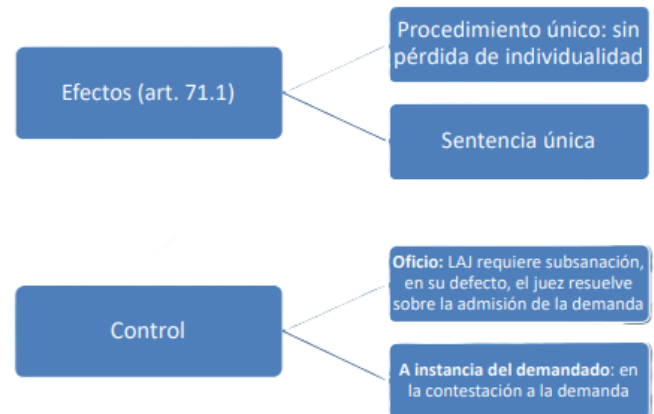 Efectos (art. 71.1)
Procedimiento único: sin
pérdida de individualidad
Sentencia única
Control
Oficio: LAJ requiere subsanación,
en su defecto, el juez resuelve
sobre la admisión de la demanda
A instancia del demandado: en
la contestación a la demanda